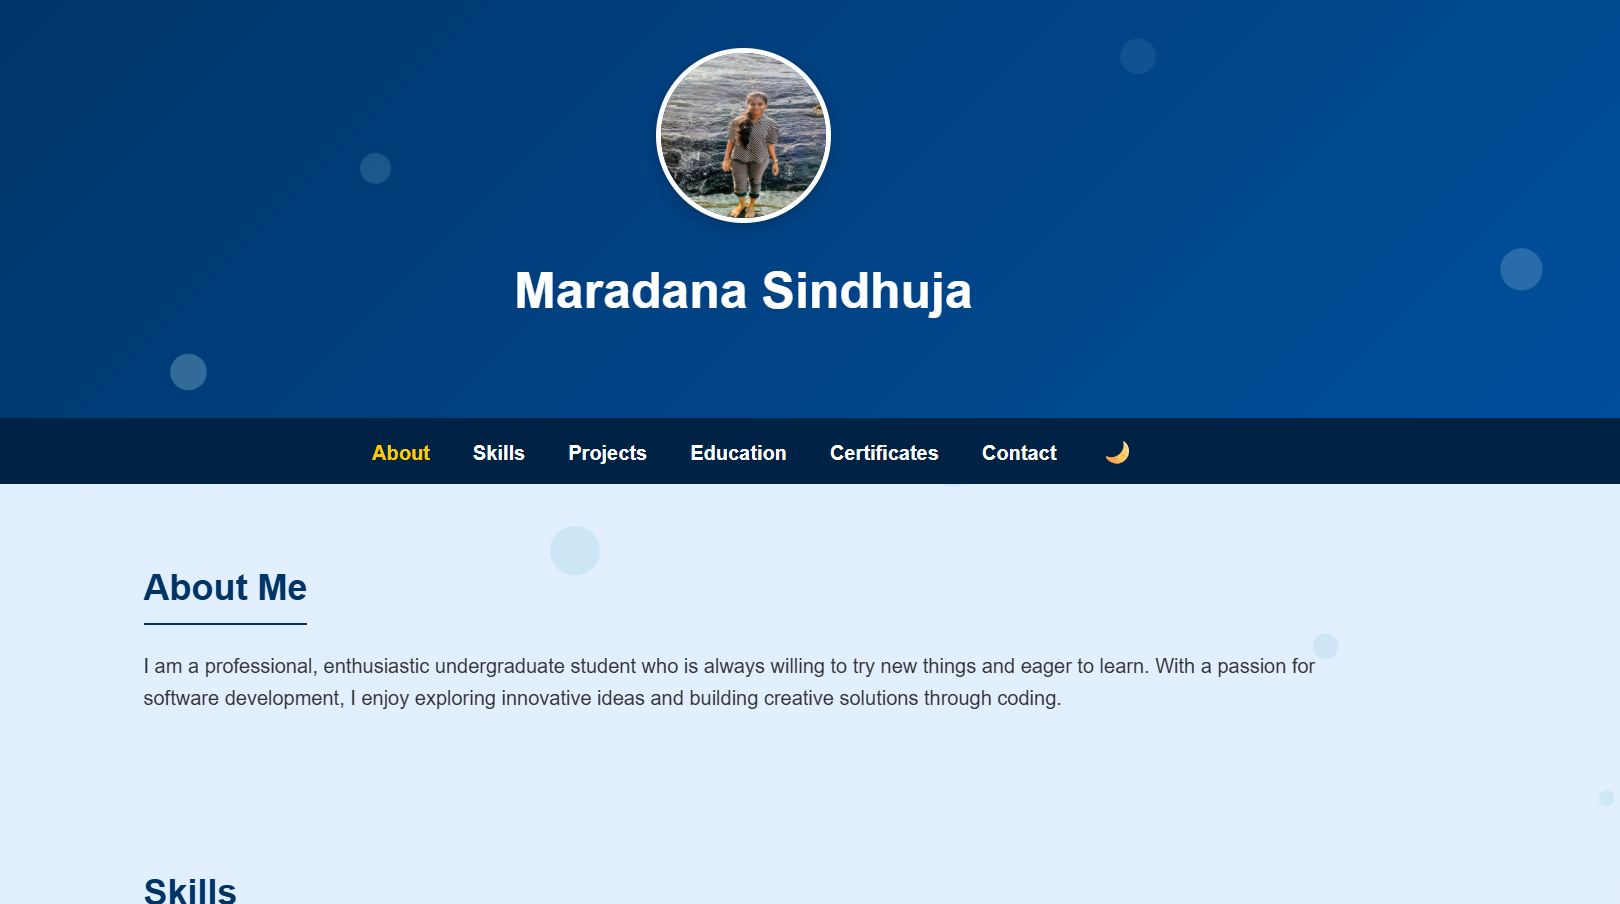 Maradana Sindhuja
About Skills Projects Education Certificates Contact 🌙
About Me
I am a professional, enthusiastic undergraduate student who is always willing to try new things and eager to learn. With a passion for
software development, I enjoy exploring innovative ideas and building creative solutions through coding.
Skills